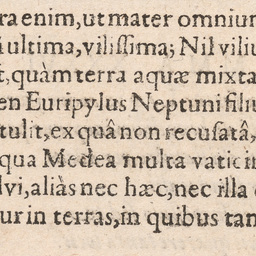 ra enim, ut mater omnium
ultima, vilissima; Nil viliu
t, quàm terra aquæ mixta
en Euripylus Neptuni filiu
tulit, ex quâ non recusatâ,
qua Medea multa vaticin
lvi, aliàs nec hæc, nec illa
ur in terras, in quibus tan